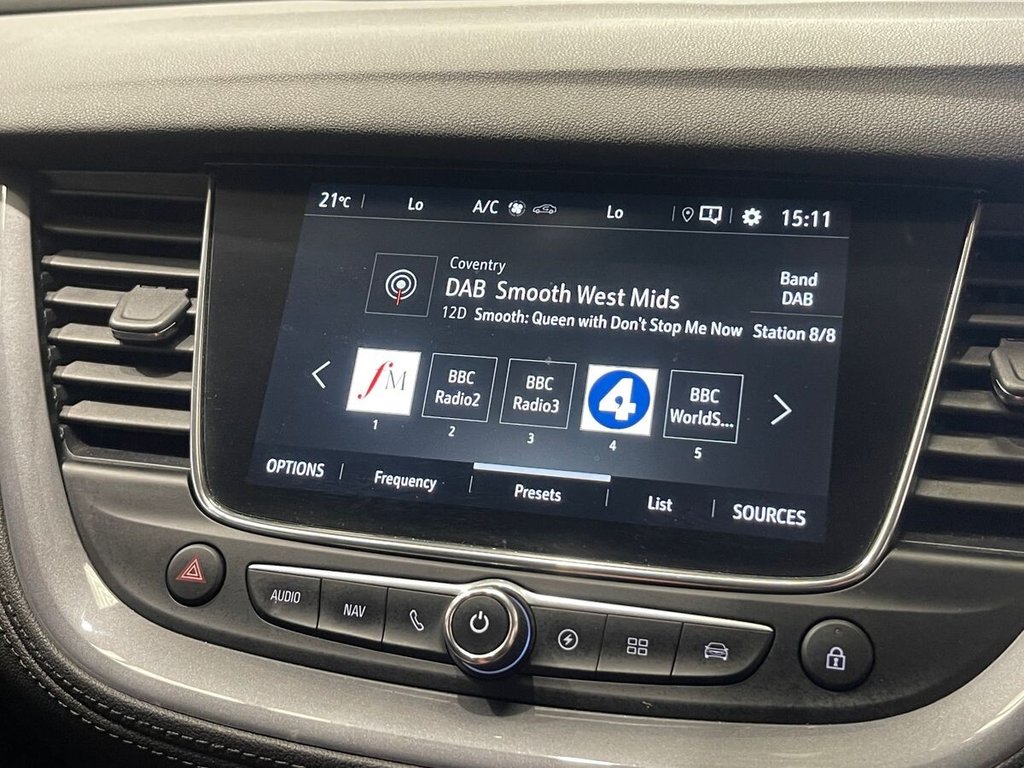 21°C Lo A/C Lo 15:11
Coventry
DAB Smooth West Mids
12D Smooth: Queen with Don't Stop Me Now
Band
DAB
Station 8/8
fM
BBC
Radio2
BBC
Radio3
4
BBC
WorldS...
1 2 3 4 5
OPTIONS Frequency Presets List SOURCES
AUDIO NAV